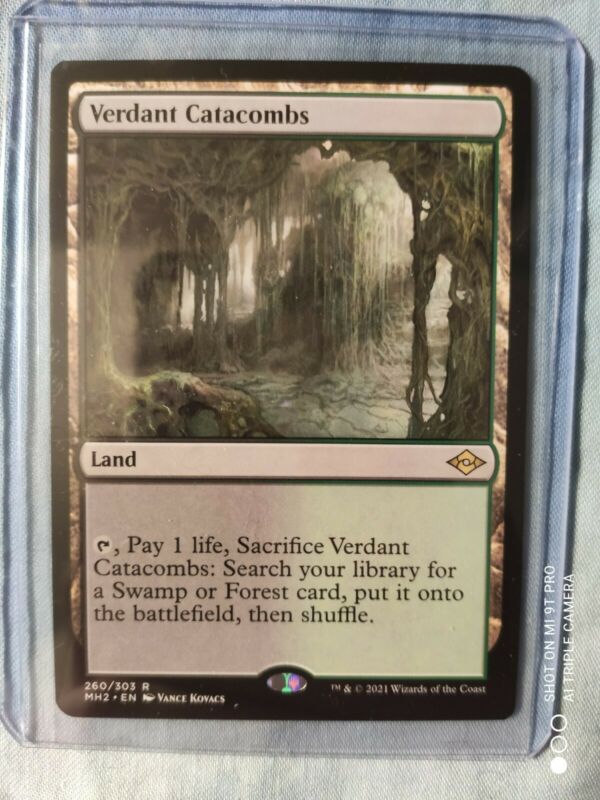 Verdant Catacombs
Land
, Pay 1 life, Sacrifice Verdant
Catacombs: Search your library for
a Swamp or Forest card, put it onto
the battlefield, then shuffle.
260/303 R
MH2 • EN VANCE KOVACS
™ & © 2021 Wizards of the Coast
SHOT ON MI 9T PRO
AI TRIPLE CAMERA